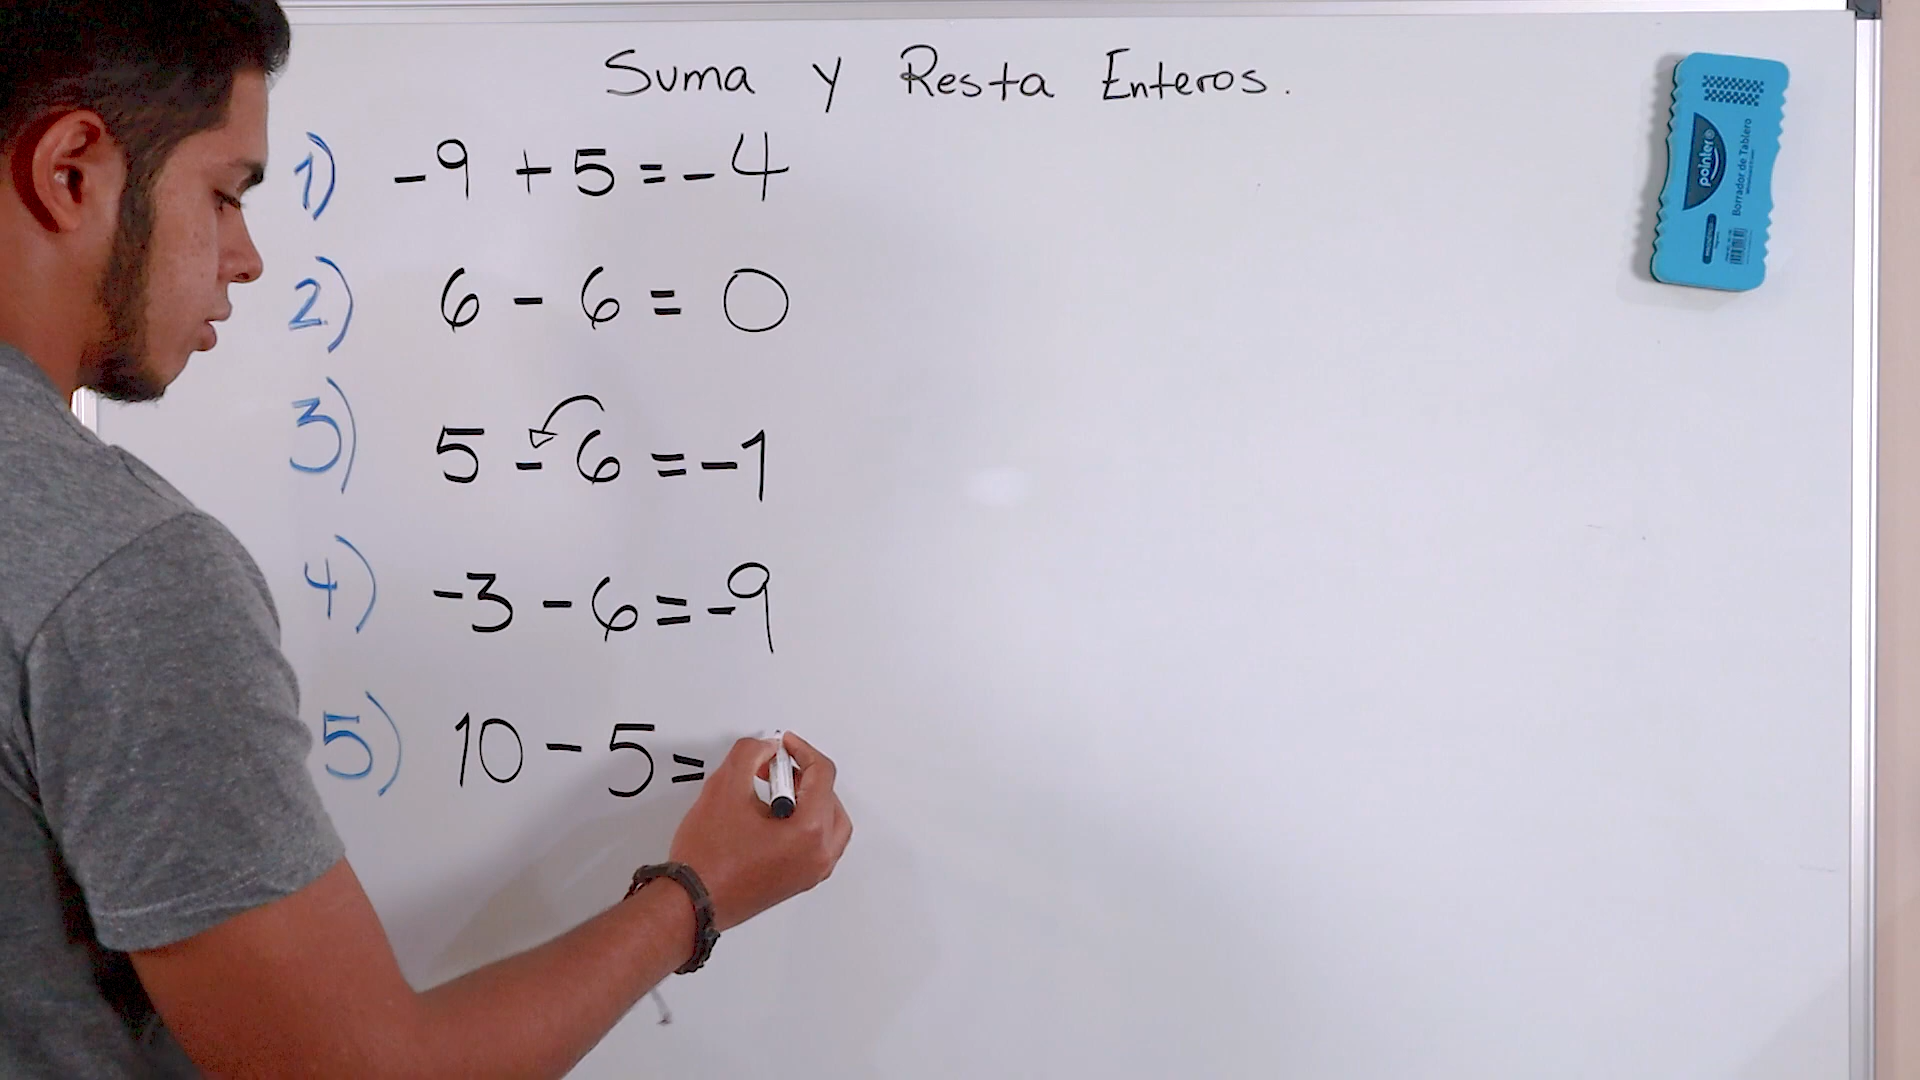 Suma y Resta Enteros.
1) -9 + 5 = -4
2) 6 - 6 = 0
3) 5 - 6 = -1
4) -3 - 6 = -9
5) 10 - 5 =
pointer®
Borrador de Tablero